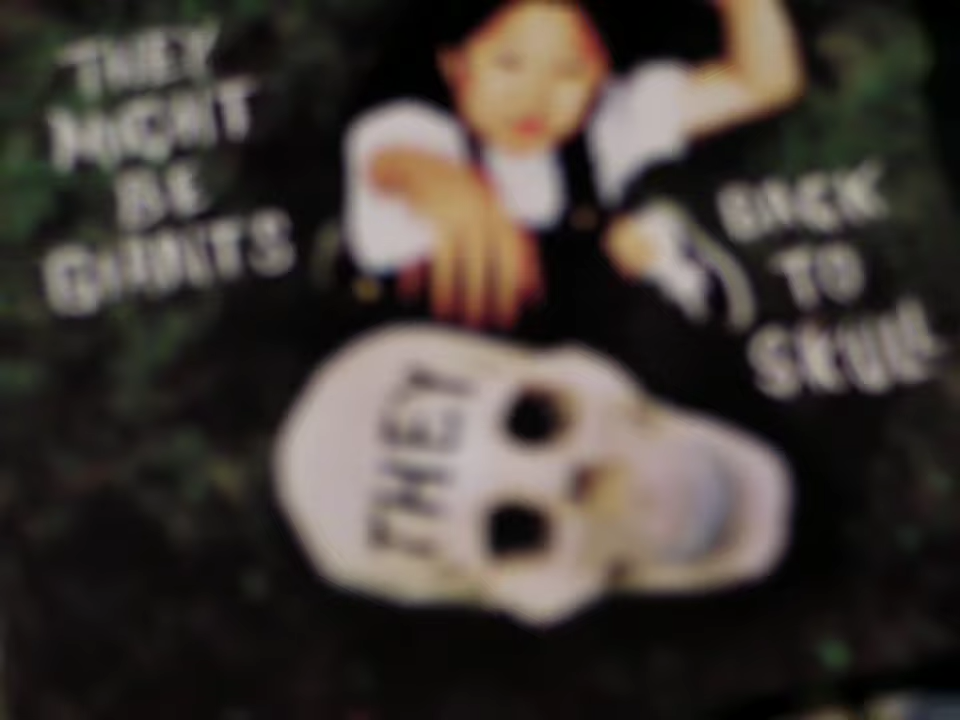 THEY
MIGHT
BE
GIANTS
BACK
TO
SKULL
THEY